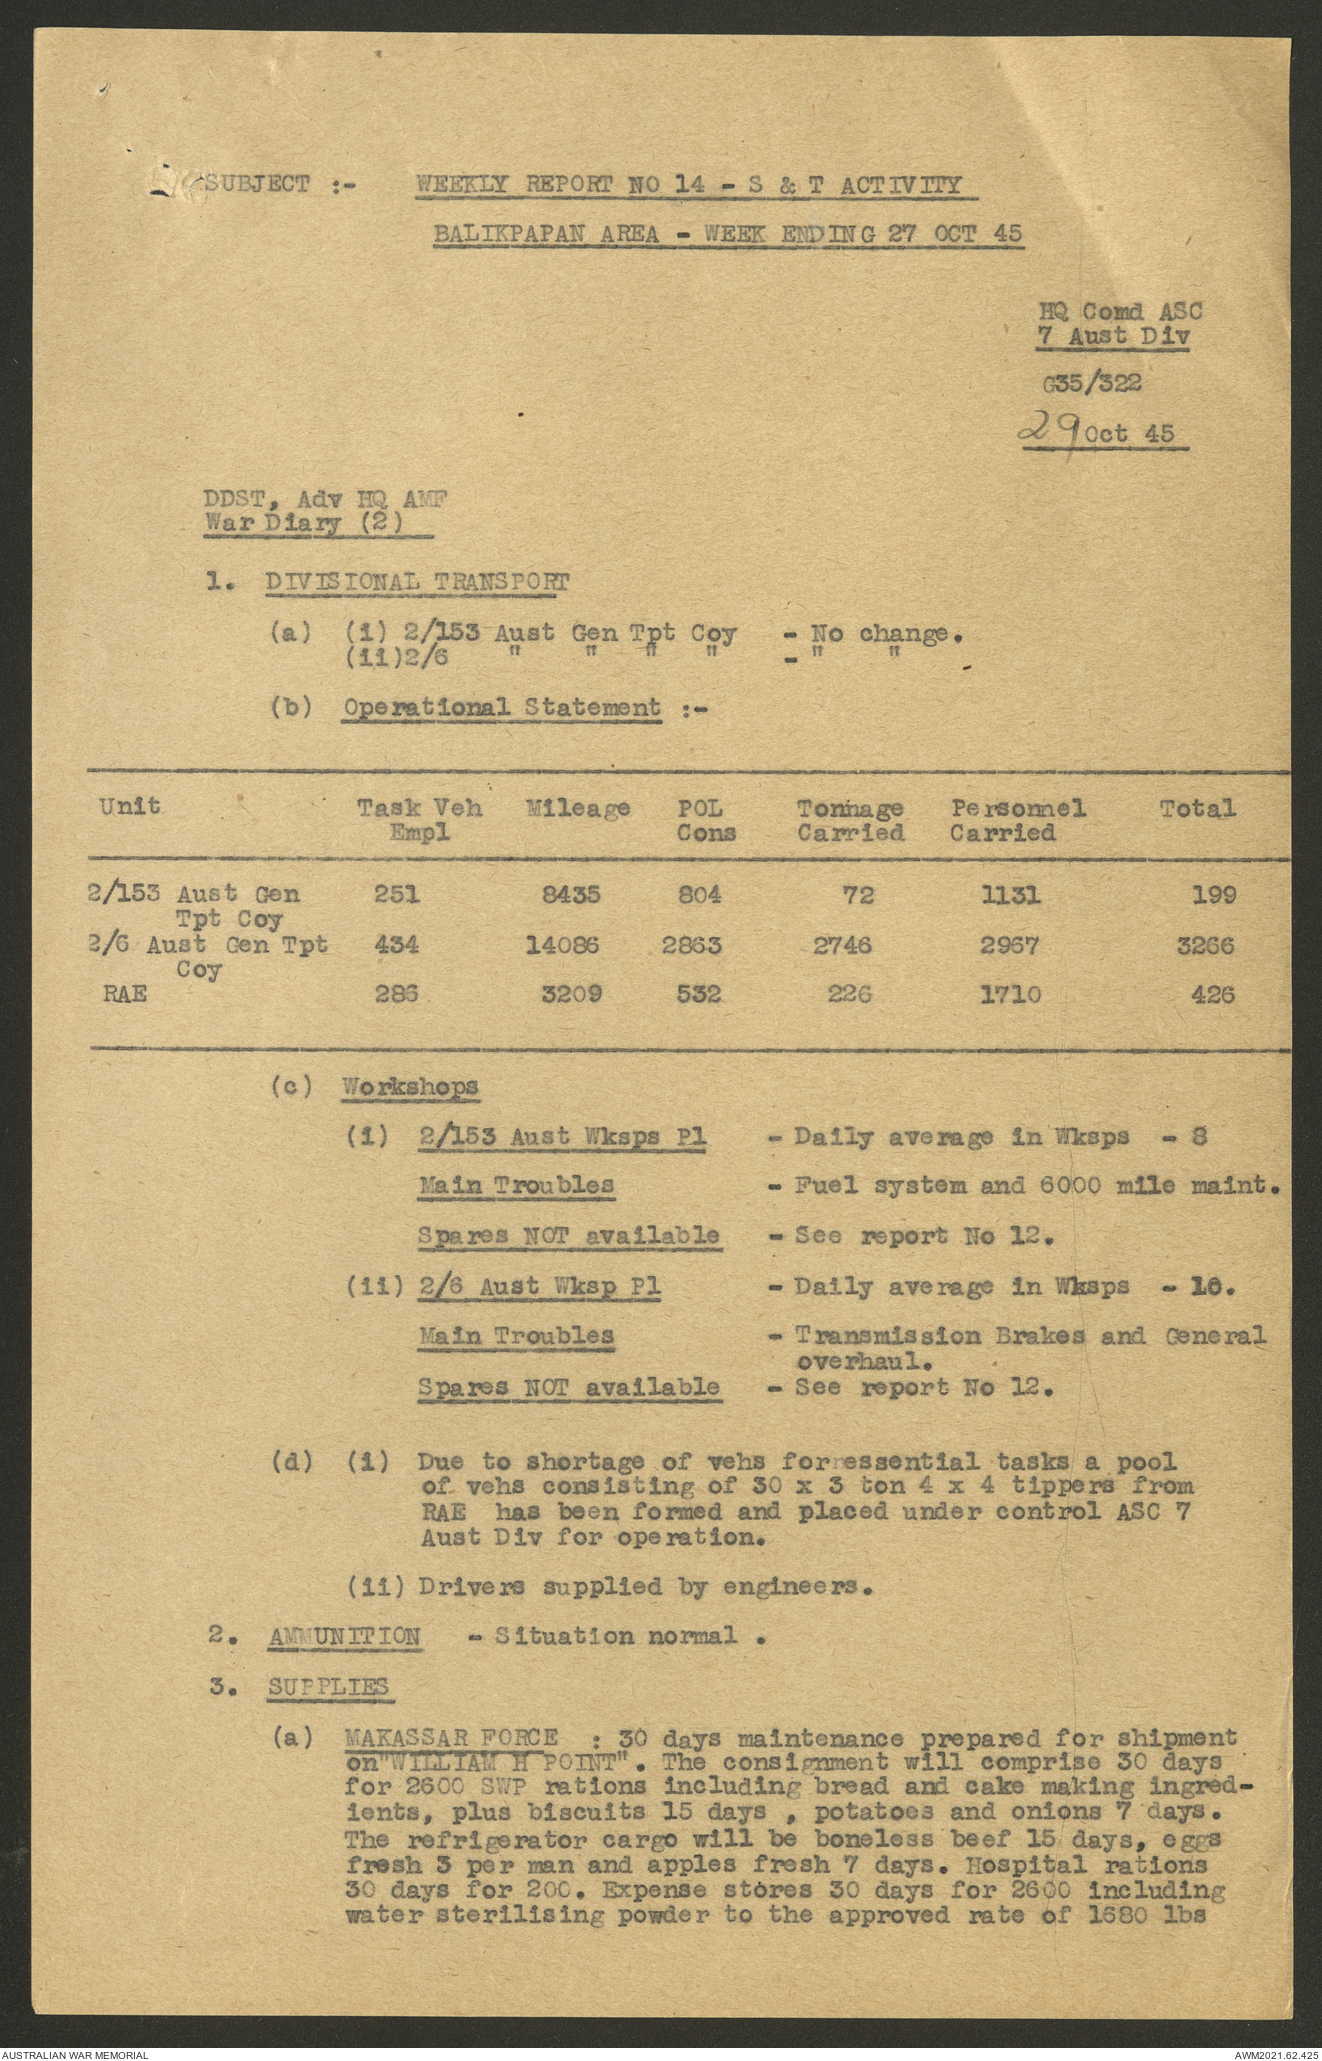 SUBJECT :- WEEKLY REPORT NO 14 - S & T ACTIVITY
BALIKPAPAN AREA - WEEK ENDING 27 OCT 45
HQ Comd ASC
7 Aust Div
G35/322
29 Oct 45
DDST, Adv HQ AMF
War Diary (2)
1. DIVISIONAL TRANSPORT
(a) (i) 2/153 Aust Gen Tpt Coy - No change.
(ii)2/6 " " " " - " "
(b) Operational Statement :-
Unit Task Veh Mileage POL Tonnage Personnel Total
Empl Cons Carried Carried
2/153 Aust Gen 251 8435 804 72 1131 199
Tpt Coy
2/6 Aust Gen Tpt 434 14086 2863 2746 2967 3266
Coy
RAE 286 3209 532 226 1710 426
(c) Workshops
(i) 2/153 Aust Wksps Pl - Daily average in Wksps - 8
Main Troubles - Fuel system and 6000 mile maint.
Spares NOT available - See report No 12.
(ii) 2/6 Aust Wksp Pl - Daily average in Wksps - 10.
Main Troubles - Transmission Brakes and General
overhaul.
Spares NOT available - See report No 12.
(d) (i) Due to shortage of vehs for essential tasks a pool
of vehs consisting of 30 x 3 ton 4 x 4 tippers from
RAE has been formed and placed under control ASC 7
Aust Div for operation.
(ii) Drivers supplied by engineers.
2. AMMUNITION - Situation normal .
3. SUPPLIES
(a) MAKASSAR FORCE : 30 days maintenance prepared for shipment
on"WILLIAM H POINT". The consignment will comprise 30 days
for 2600 SWP rations including bread and cake making ingred-
ients, plus biscuits 15 days , potatoes and onions 7 days.
The refrigerator cargo will be boneless beef 15 days, eggs
fresh 3 per man and apples fresh 7 days. Hospital rations
30 days for 200. Expense stores 30 days for 2600 including
water sterilising powder to the approved rate of 1680 lbs
AUSTRALIAN WAR MEMORIAL AWM2021.62.425